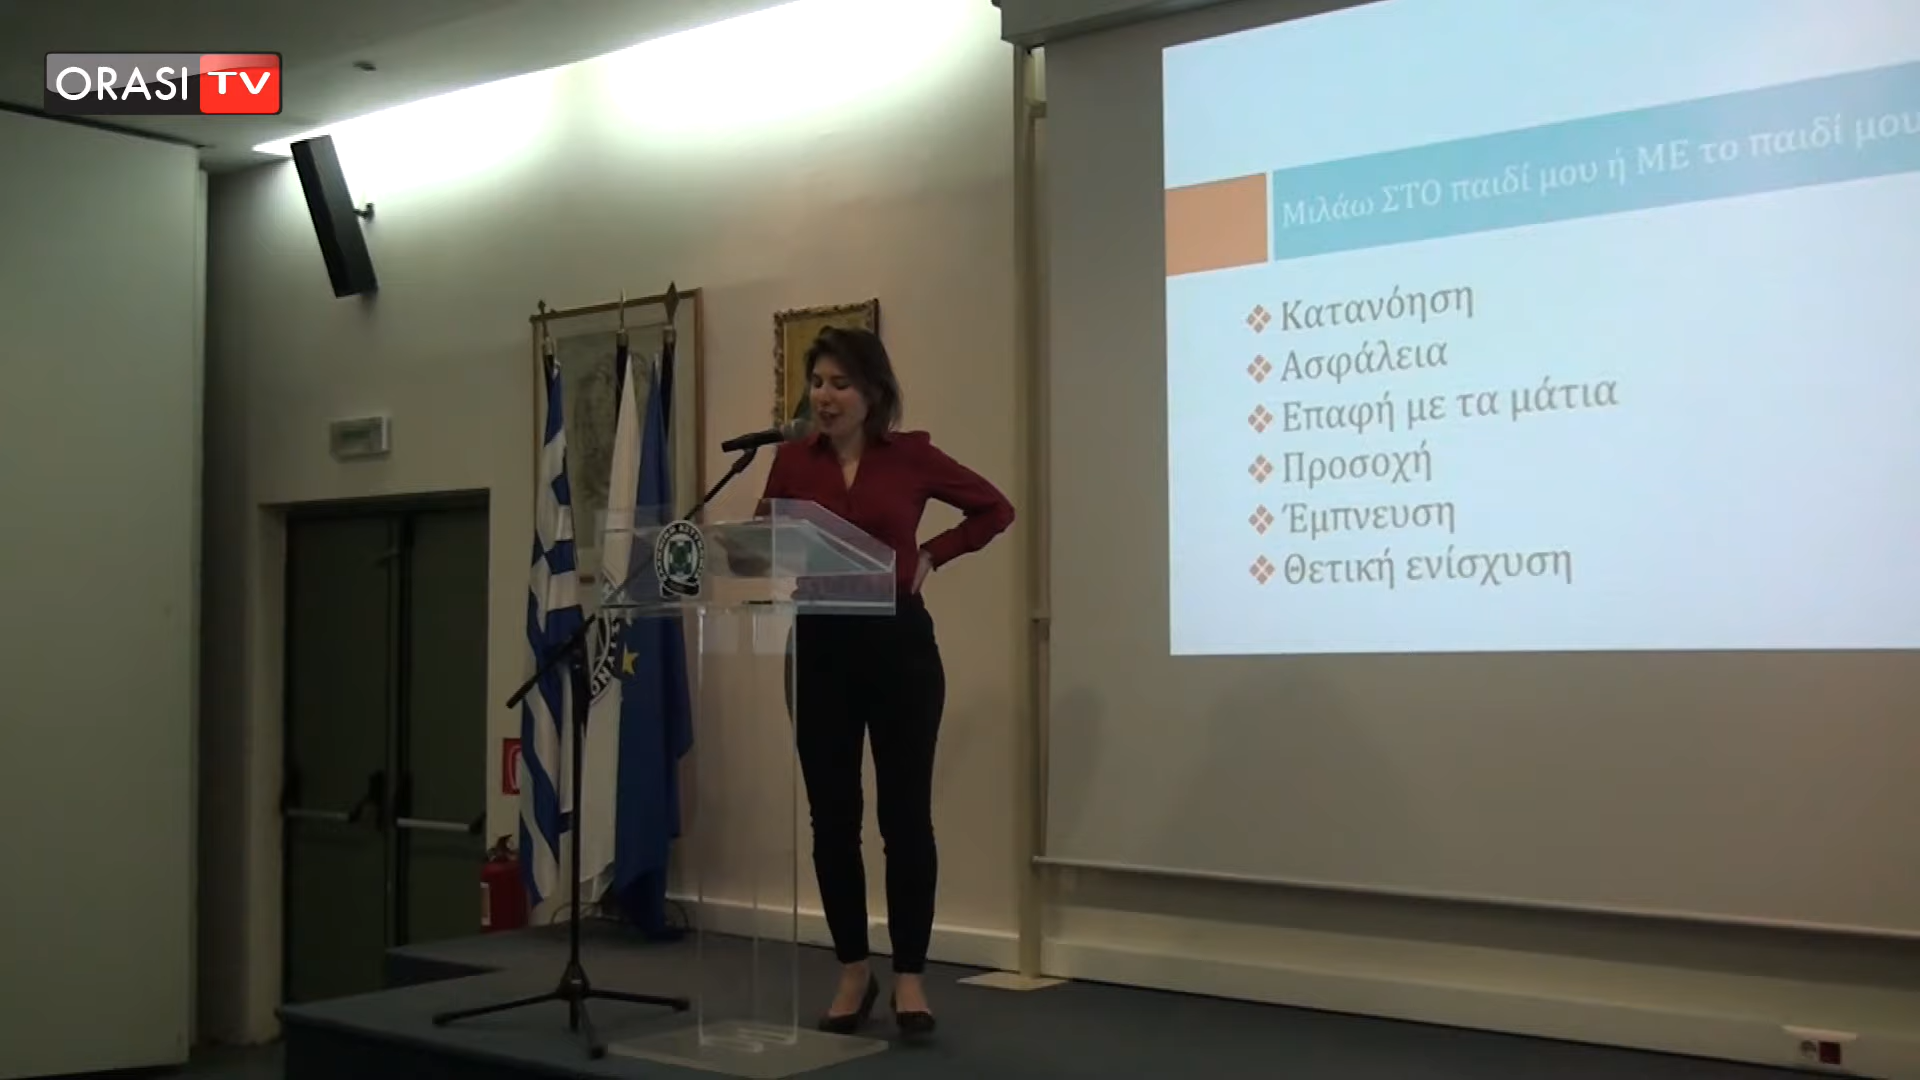 ORASI TV
Μιλάω ΣΤΟ παιδί μου ή ΜΕ το παιδί μου
❖ Κατανόηση
❖ Ασφάλεια
❖ Επαφή με τα μάτια
❖ Προσοχή
❖ Έμπνευση
❖ Θετική ενίσχυση